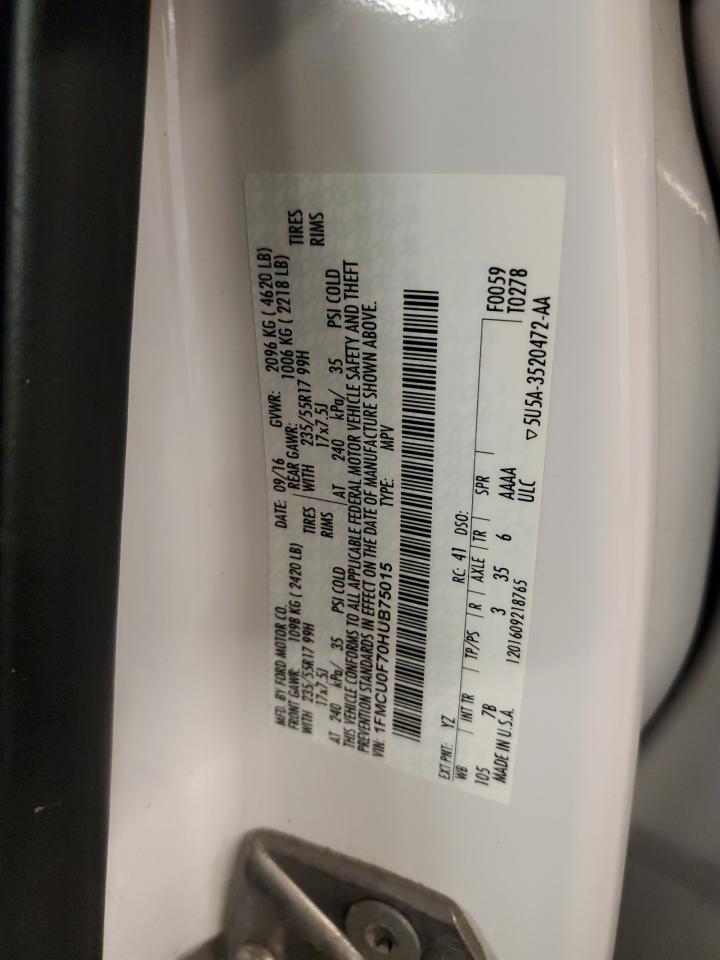 MFD. BY FORD MOTOR CO. DATE: 09/16 GVWR: 2096 KG ( 4620 LB)
FRONT GAWR: 1098 KG ( 2420 LB) REAR GAWR: 1006 KG ( 2218 LB)
WITH 235/55R17 99H TIRES WITH 235/55R17 99H TIRES
17x7.5J RIMS 17x7.5J RIMS
AT 240 kPa/ 35 PSI COLD AT 240 kPa/ 35 PSI COLD
THIS VEHICLE CONFORMS TO ALL APPLICABLE FEDERAL MOTOR VEHICLE SAFETY AND THEFT
PREVENTION STANDARDS IN EFFECT ON THE DATE OF MANUFACTURE SHOWN ABOVE.
VIN: 1FMCU0F70HUB75015 TYPE: MPV
EXT PNT: YZ RC: 41 DSO:
WB INT TR TP/PS R AXLE TR SPR F0059
105 7B 3 35 6 AAAA T0278
MADE IN U.S.A. 1201609218765 ULC
▽5U5A-3520472-AA